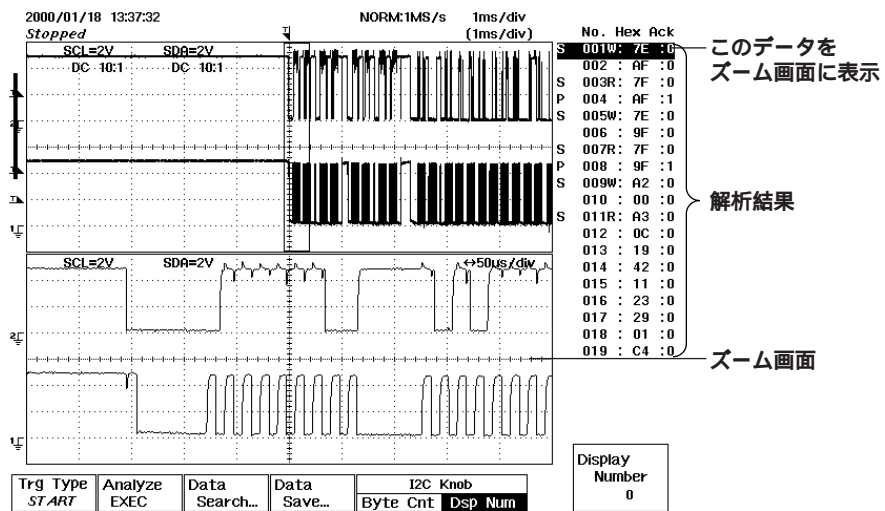 2000/01/18 13:37:32
Stopped
NORM:1MS/s 1ms/div
(1ms/div)
SCL=2V SDA=2V
DC 10:1 DC 10:1
No. Hex Ack
S 001W: 7E :0
002 : AF :0
S 003R: 7F :0
P 004 : AF :1
S 005W: 7E :0
006 : 9F :0
S 007R: 7F :0
P 008 : 9F :1
S 009W: A2 :0
010 : 00 :0
S 011R: A3 :0
012 : 0C :0
013 : 19 :0
014 : 42 :0
015 : 11 :0
016 : 23 :0
017 : 29 :0
018 : 01 :0
019 : C4 :0
このデータを
ズーム画面に表示
解析結果
ズーム画面
SCL=2V SDA=2V
↔50us/div
Trg Type
START
Analyze
EXEC
Data
Search...
Data
Save...
I2C Knob
Byte Cnt Dsp Num
Display
Number
0